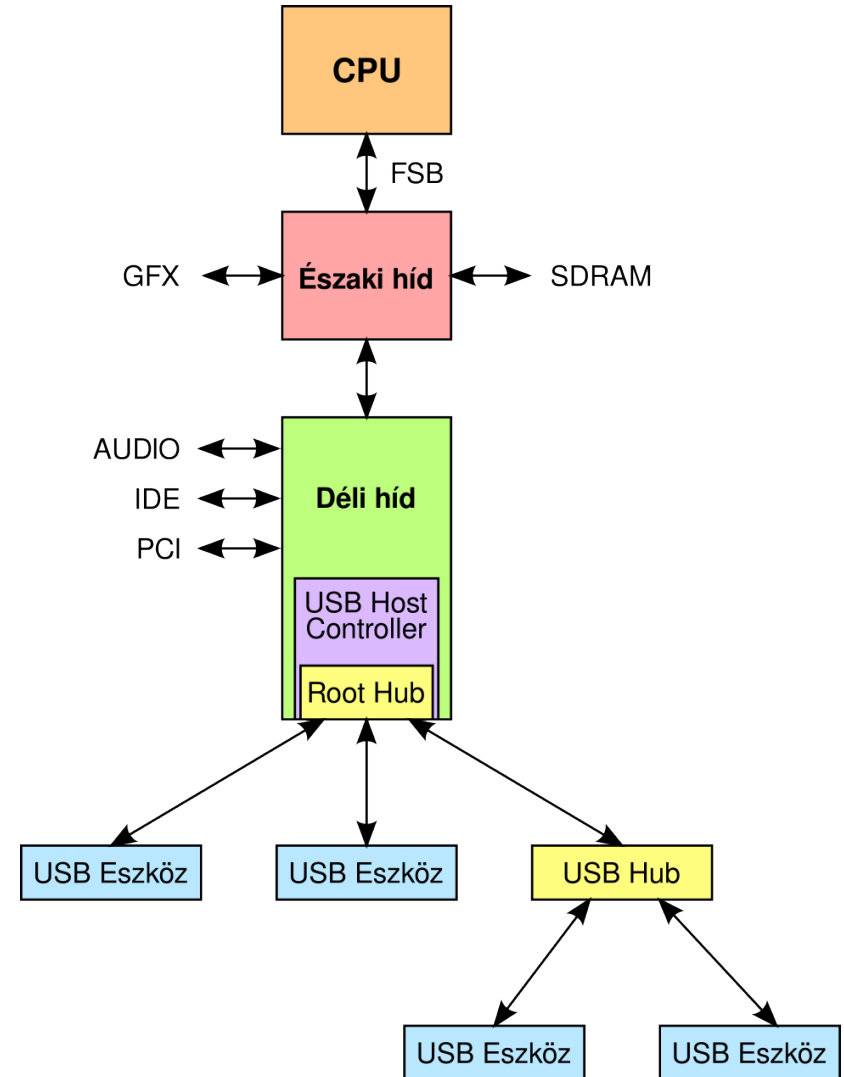 CPU
FSB
GFX
Északi híd
SDRAM
AUDIO
IDE
Déli híd
PCI
USB Host
Controller
Root Hub
USB Eszköz
USB Eszköz
USB Hub
USB Eszköz
USB Eszköz